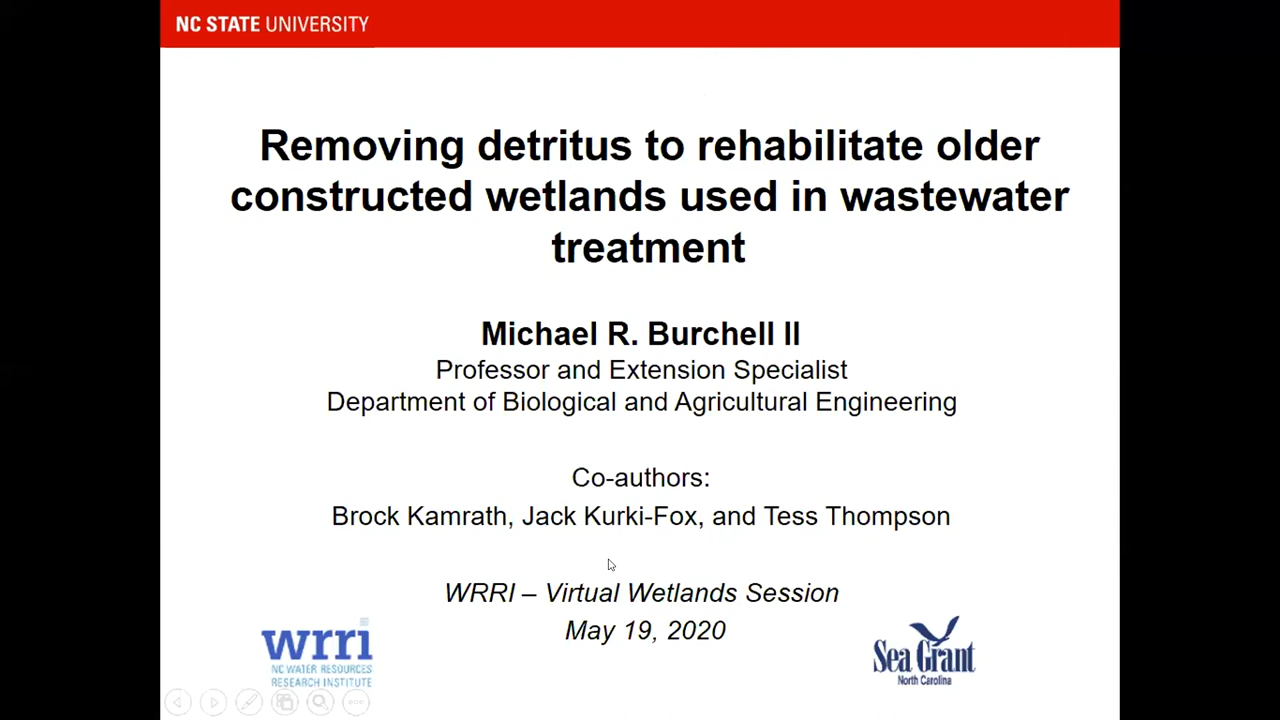 NC STATE UNIVERSITY
Removing detritus to rehabilitate older
constructed wetlands used in wastewater
treatment
Michael R. Burchell II
Professor and Extension Specialist
Department of Biological and Agricultural Engineering
Co-authors:
Brock Kamrath, Jack Kurki-Fox, and Tess Thompson
WRRI – Virtual Wetlands Session
May 19, 2020
wrri
NC WATER RESOURCES
RESEARCH INSTITUTE
Sea Grant
North Carolina